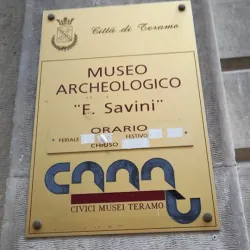 Città di Teramo
MUSEO
ARCHEOLOGICO
"F. Savini"
ORARIO
FERIALE FESTIVO
CHIUSO
CIVICI MUSEI TERAMO